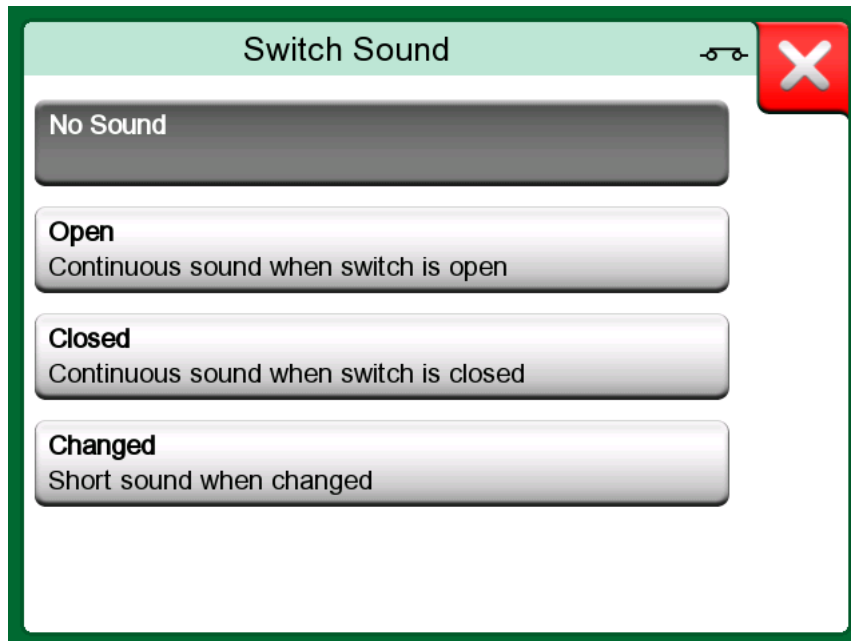 Switch Sound
No Sound
Open
Continuous sound when switch is open
Closed
Continuous sound when switch is closed
Changed
Short sound when changed